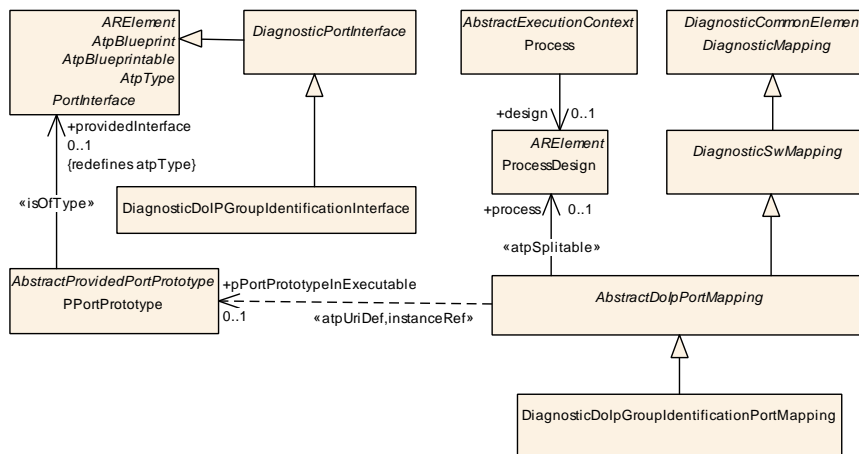 ARElement
AtpBlueprint
AtpBlueprintable
AtpType
PortInterface
DiagnosticPortInterface
AbstractExecutionContext
Process
DiagnosticCommonElement
DiagnosticMapping
+providedInterface
0..1
{redefines atpType}
+design
0..1
ARElement
ProcessDesign
DiagnosticSwMapping
DiagnosticDoIPGroupIdentificationInterface
«isOfType»
+process
0..1
«atpSplitable»
AbstractProvidedPortPrototype
PPortPrototype
+pPortPrototypeInExecutable
0..1
«atpUriDef,instanceRef»
AbstractDoIpPortMapping
DiagnosticDoIpGroupIdentificationPortMapping